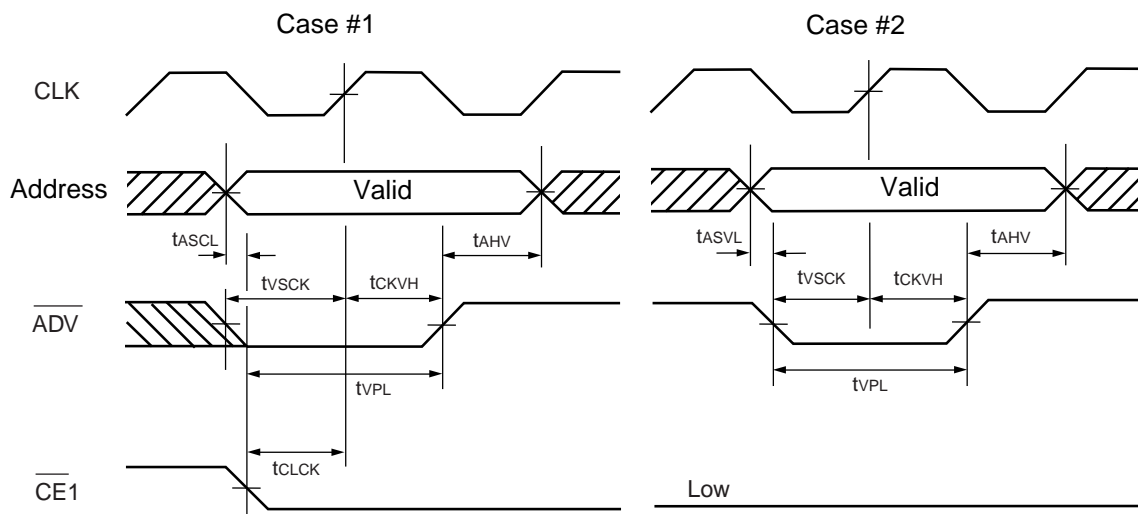 Case #1 Case #2
CLK
Address Valid Valid
tASCL tAHV tASVL tAHV
tVSCK tCKVH tVSCK tCKVH
ADV
tVPL tVPL
tCLCK
CE1 Low